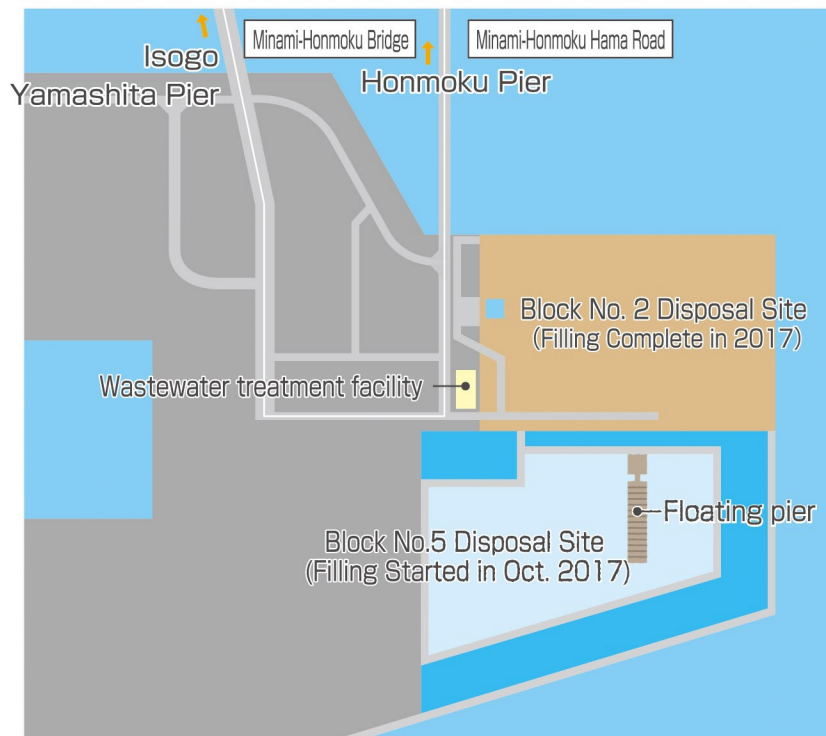 Minami-Honmoku Bridge
Minami-Honmoku Hama Road
Isogo
Yamashita Pier
Honmoku Pier
Block No. 2 Disposal Site
(Filling Complete in 2017)
Wastewater treatment facility
Floating pier
Block No.5 Disposal Site
(Filling Started in Oct. 2017)